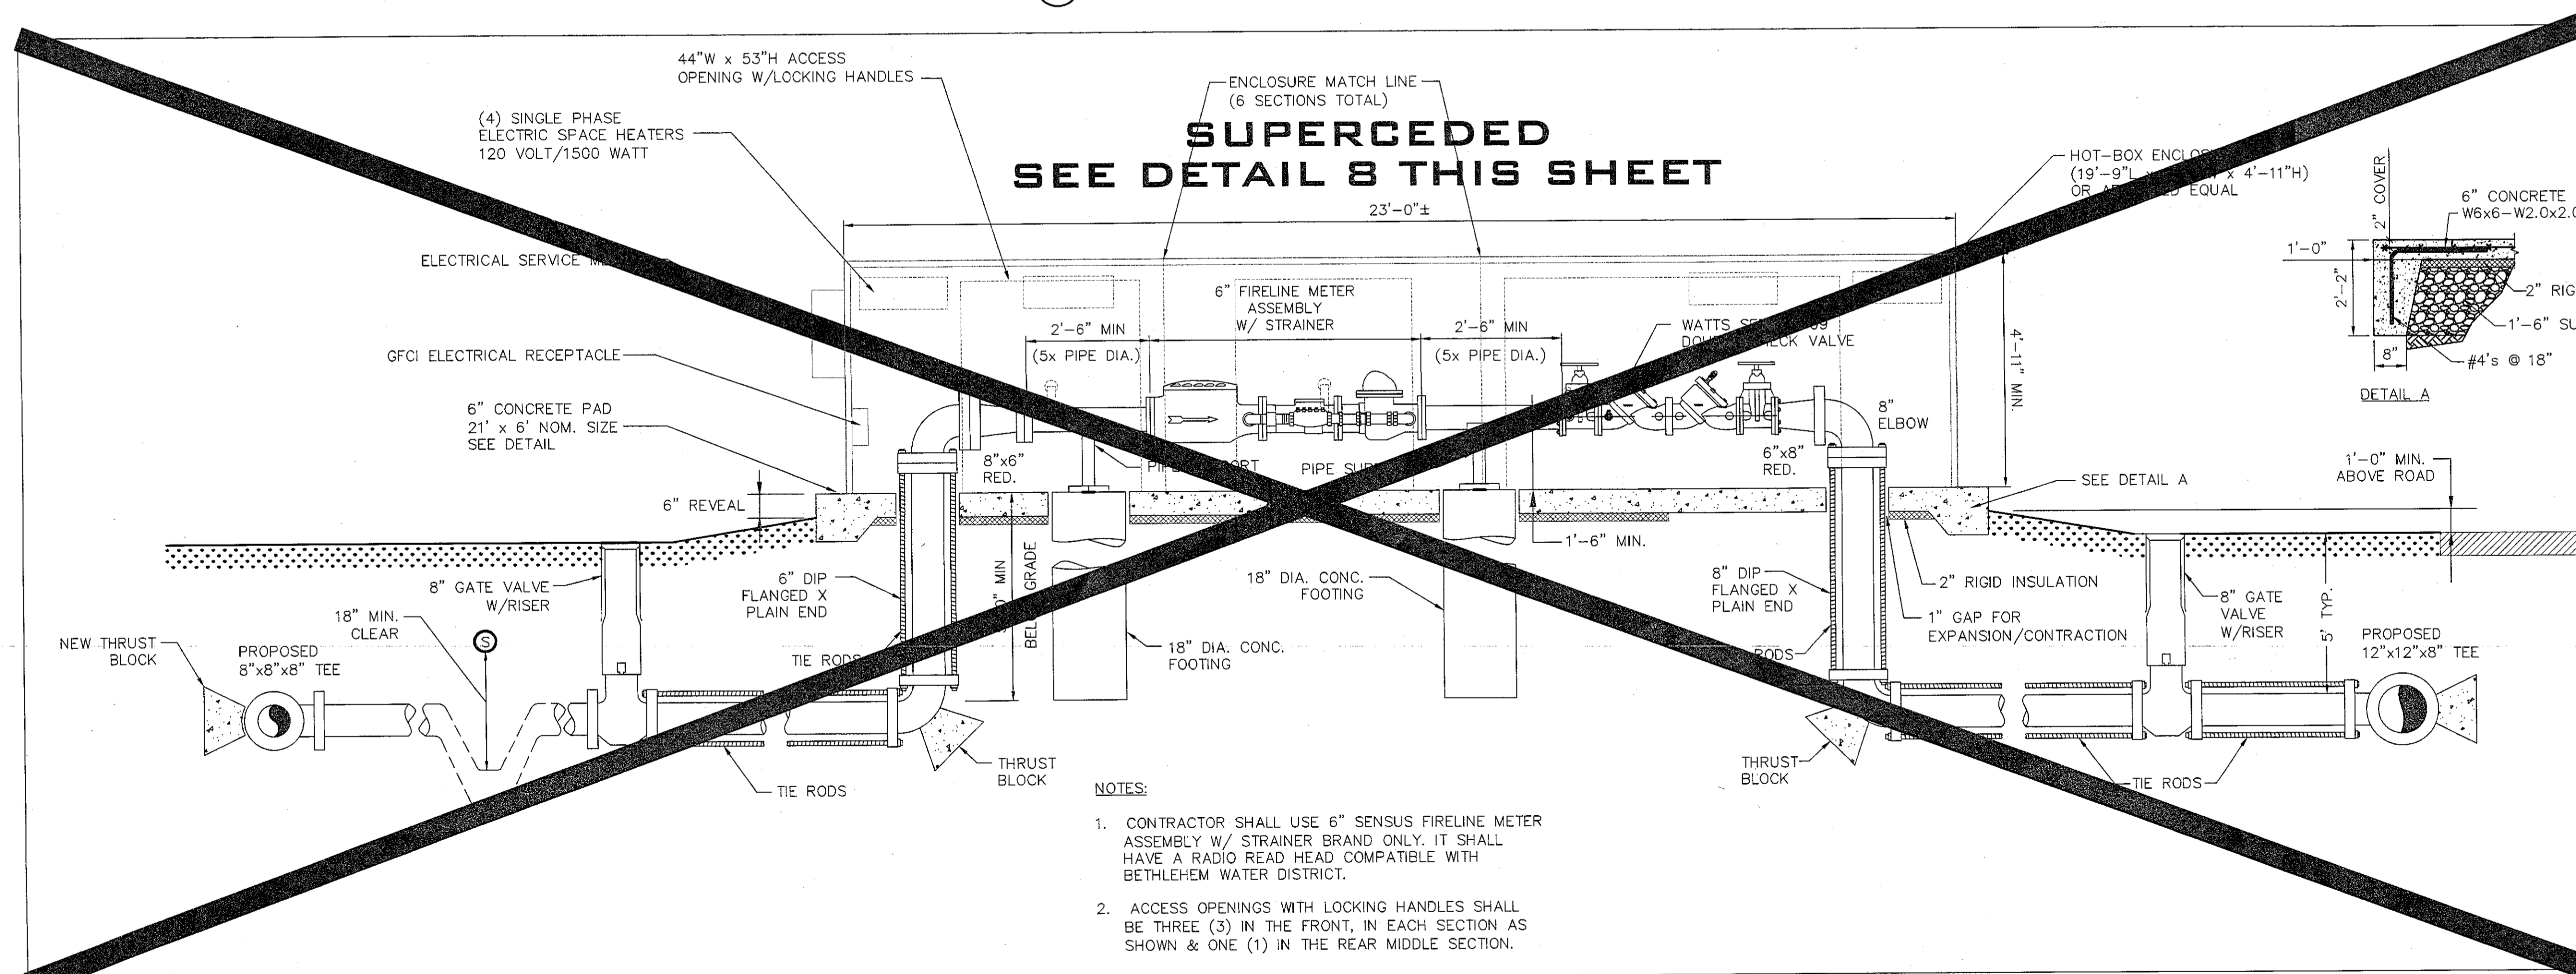 44"W x 53"H ACCESS
OPENING W/LOCKING HANDLES
ENCLOSURE MATCH LINE
(6 SECTIONS TOTAL)
(4) SINGLE PHASE
ELECTRIC SPACE HEATERS
120 VOLT/1500 WATT
SUPERCEDED
SEE DETAIL 8 THIS SHEET
23'-0"±
HOT-BOX
(19'-9"L x 4'-11"H)
OR EQUAL
2" COVER
6" CONCRETE
W6x6-W2.0x2.0
1'-0"
2'-2"
2" RIG
1'-6" SU
#4's @ 18"
8"
DETAIL A
ELECTRICAL SERVICE
6" FIRELINE METER
ASSEMBLY
W/ STRAINER
2'-6" MIN
(5x PIPE DIA.)
2'-6" MIN
(5x PIPE DIA.)
WATTS
VALVE
4'-11" MIN.
GFCI ELECTRICAL RECEPTACLE
6" CONCRETE PAD
21' x 6' NOM. SIZE
SEE DETAIL
8"
ELBOW
8"x6"
RED.
PIPE
6"x8"
RED.
6" REVEAL
1'-0" MIN.
ABOVE ROAD
SEE DETAIL A
1'-6" MIN.
8" GATE VALVE
W/RISER
6" DIP
FLANGED X
PLAIN END
MIN
GRADE
18" DIA. CONC.
FOOTING
8" DIP
FLANGED X
PLAIN END
2" RIGID INSULATION
1" GAP FOR
EXPANSION/CONTRACTION
8" GATE
VALVE
W/RISER
5' TYP.
18" MIN.
CLEAR
S
NEW THRUST
BLOCK
PROPOSED
8"x8"x8" TEE
TIE RODS
18" DIA. CONC.
FOOTING
RODS
PROPOSED
12"x12"x8" TEE
THRUST
BLOCK
TIE RODS
THRUST
BLOCK
TIE RODS
NOTES:
1. CONTRACTOR SHALL USE 6" SENSUS FIRELINE METER
ASSEMBLY W/ STRAINER BRAND ONLY. IT SHALL
HAVE A RADIO READ HEAD COMPATIBLE WITH
BETHLEHEM WATER DISTRICT.
2. ACCESS OPENINGS WITH LOCKING HANDLES SHALL
BE THREE (3) IN THE FRONT, IN EACH SECTION AS
SHOWN & ONE (1) IN THE REAR MIDDLE SECTION.